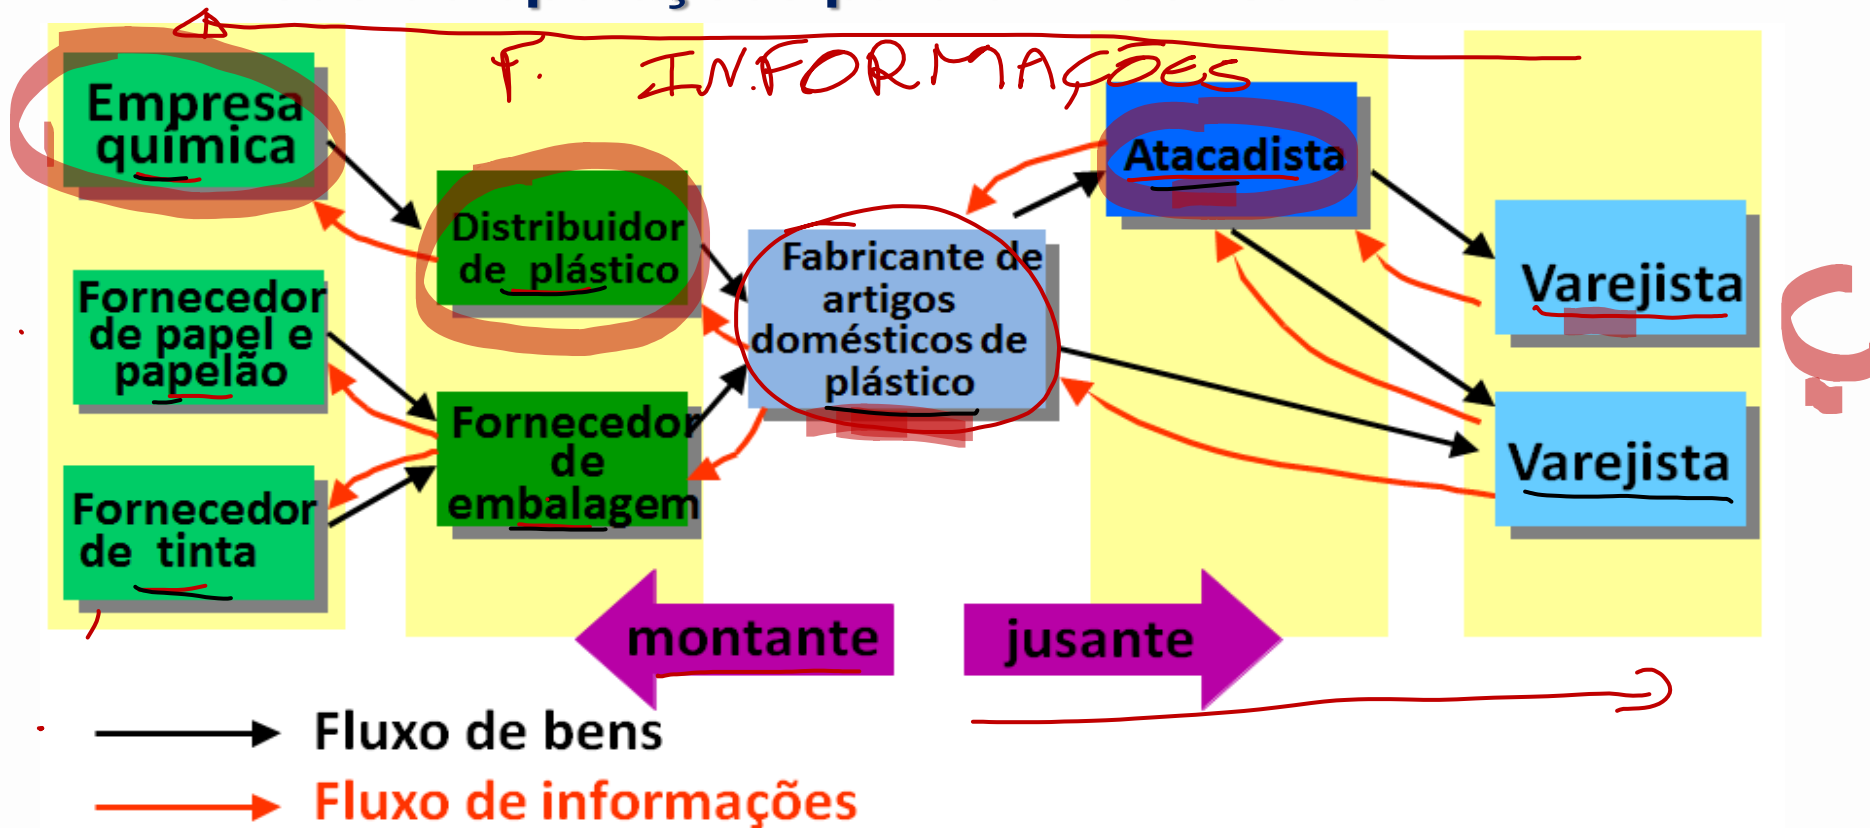 F. INFORMAÇÕES
Empresa
química
Fornecedor
de papel e
papelão
Fornecedor
de tinta
Distribuidor
de plástico
Fornecedor
de
embalagem
Fabricante de
artigos
domésticos de
plástico
Atacadista
Varejista
Varejista
montante
jusante
Fluxo de bens
Fluxo de informações